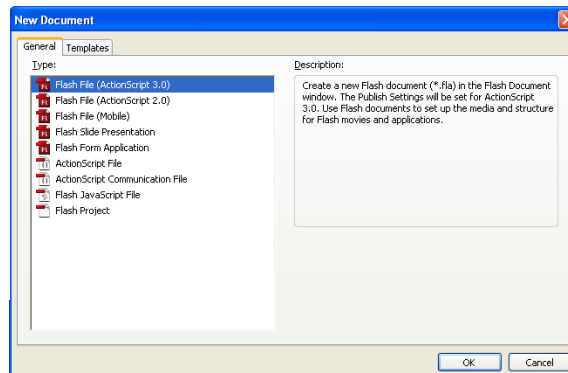 New Document
General
Templates
Type:
Flash File (ActionScript 3.0)
Flash File (ActionScript 2.0)
Flash File (Mobile)
Flash Slide Presentation
Flash Form Application
ActionScript File
ActionScript Communication File
Flash JavaScript File
Flash Project
Description:
Create a new Flash document (*.fla) in the Flash Document
window. The Publish Settings will be set for ActionScript
3.0. Use Flash documents to set up the media and structure
for Flash movies and applications.
OK
Cancel